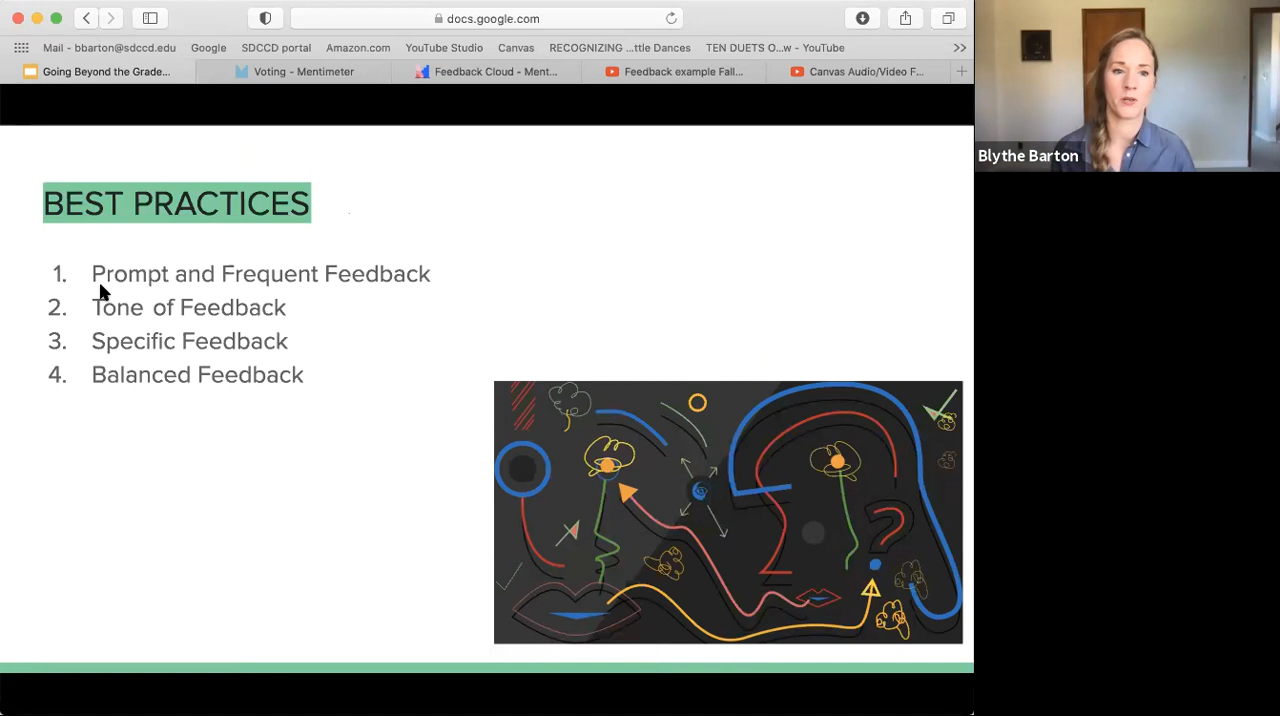 docs.google.com
Mail - bbarton@sdccd.edu Google SDCCD portal Amazon.com YouTube Studio Canvas RECOGNIZING ...ttle Dances TEN DUETS O...w - YouTube
Going Beyond the Grade... Voting - Mentimeter Feedback Cloud - Ment... Feedback example Fall... Canvas Audio/Video F...
BEST PRACTICES
1. Prompt and Frequent Feedback
2. Tone of Feedback
3. Specific Feedback
4. Balanced Feedback
Blythe Barton